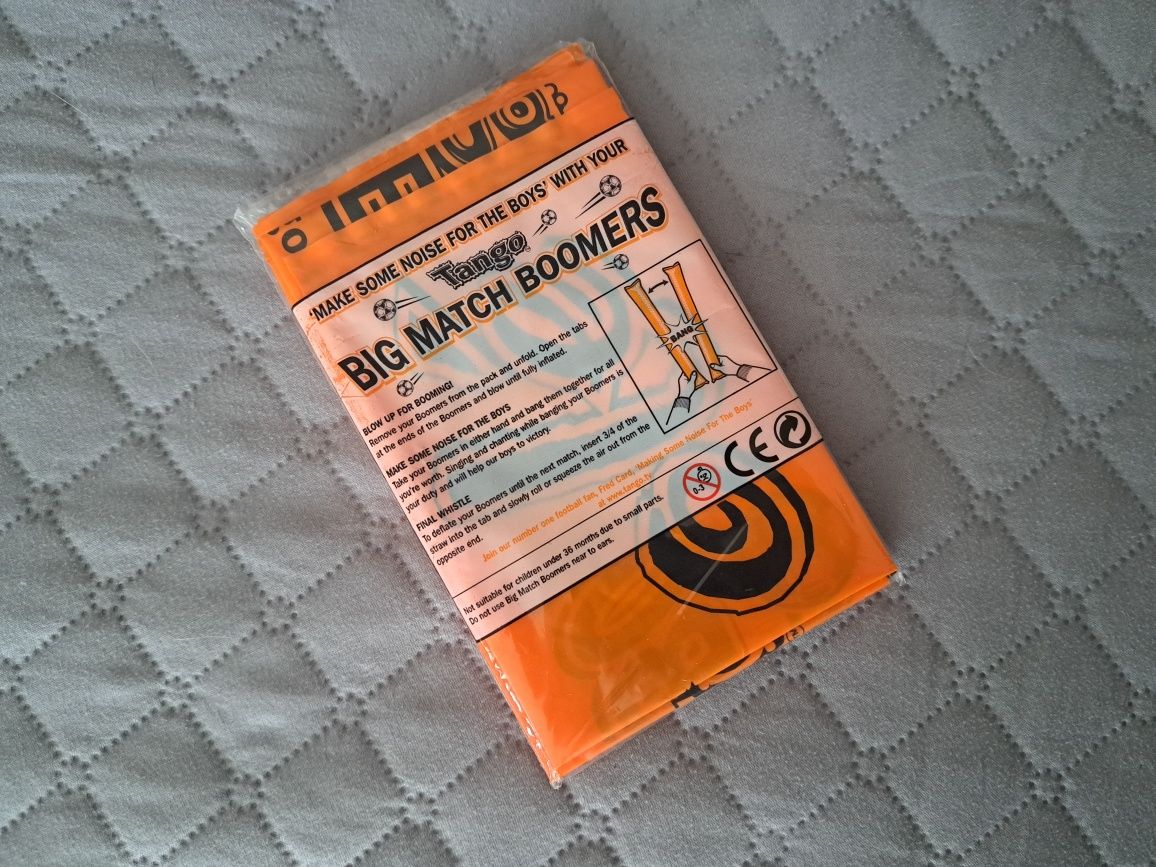 'MAKE SOME NOISE FOR THE BOYS' WITH YOUR
Tango
BIG MATCH BOOMERS
BANG
BLOW UP FOR BOOMING!
Remove your Boomers from the pack and unfold. Open the tabs
at the ends of the Boomers and blow until fully inflated.
MAKE SOME NOISE FOR THE BOYS
Take your Boomers in either hand and bang them together for all
you're worth. Singing and chanting while banging your Boomers is
your duty and will help our boys to victory.
FINAL WHISTLE
To deflate your Boomers until the next match, insert 3/4 of the
straw into the tab and slowly roll or squeeze the air out from the
opposite end.
Join our number one football fan, Fred Card, 'Making Some Noise For The Boys'
at www.tango.tv
0-3
CE
Not suitable for children under 36 months due to small parts.
Do not use Big Match Boomers near to ears.